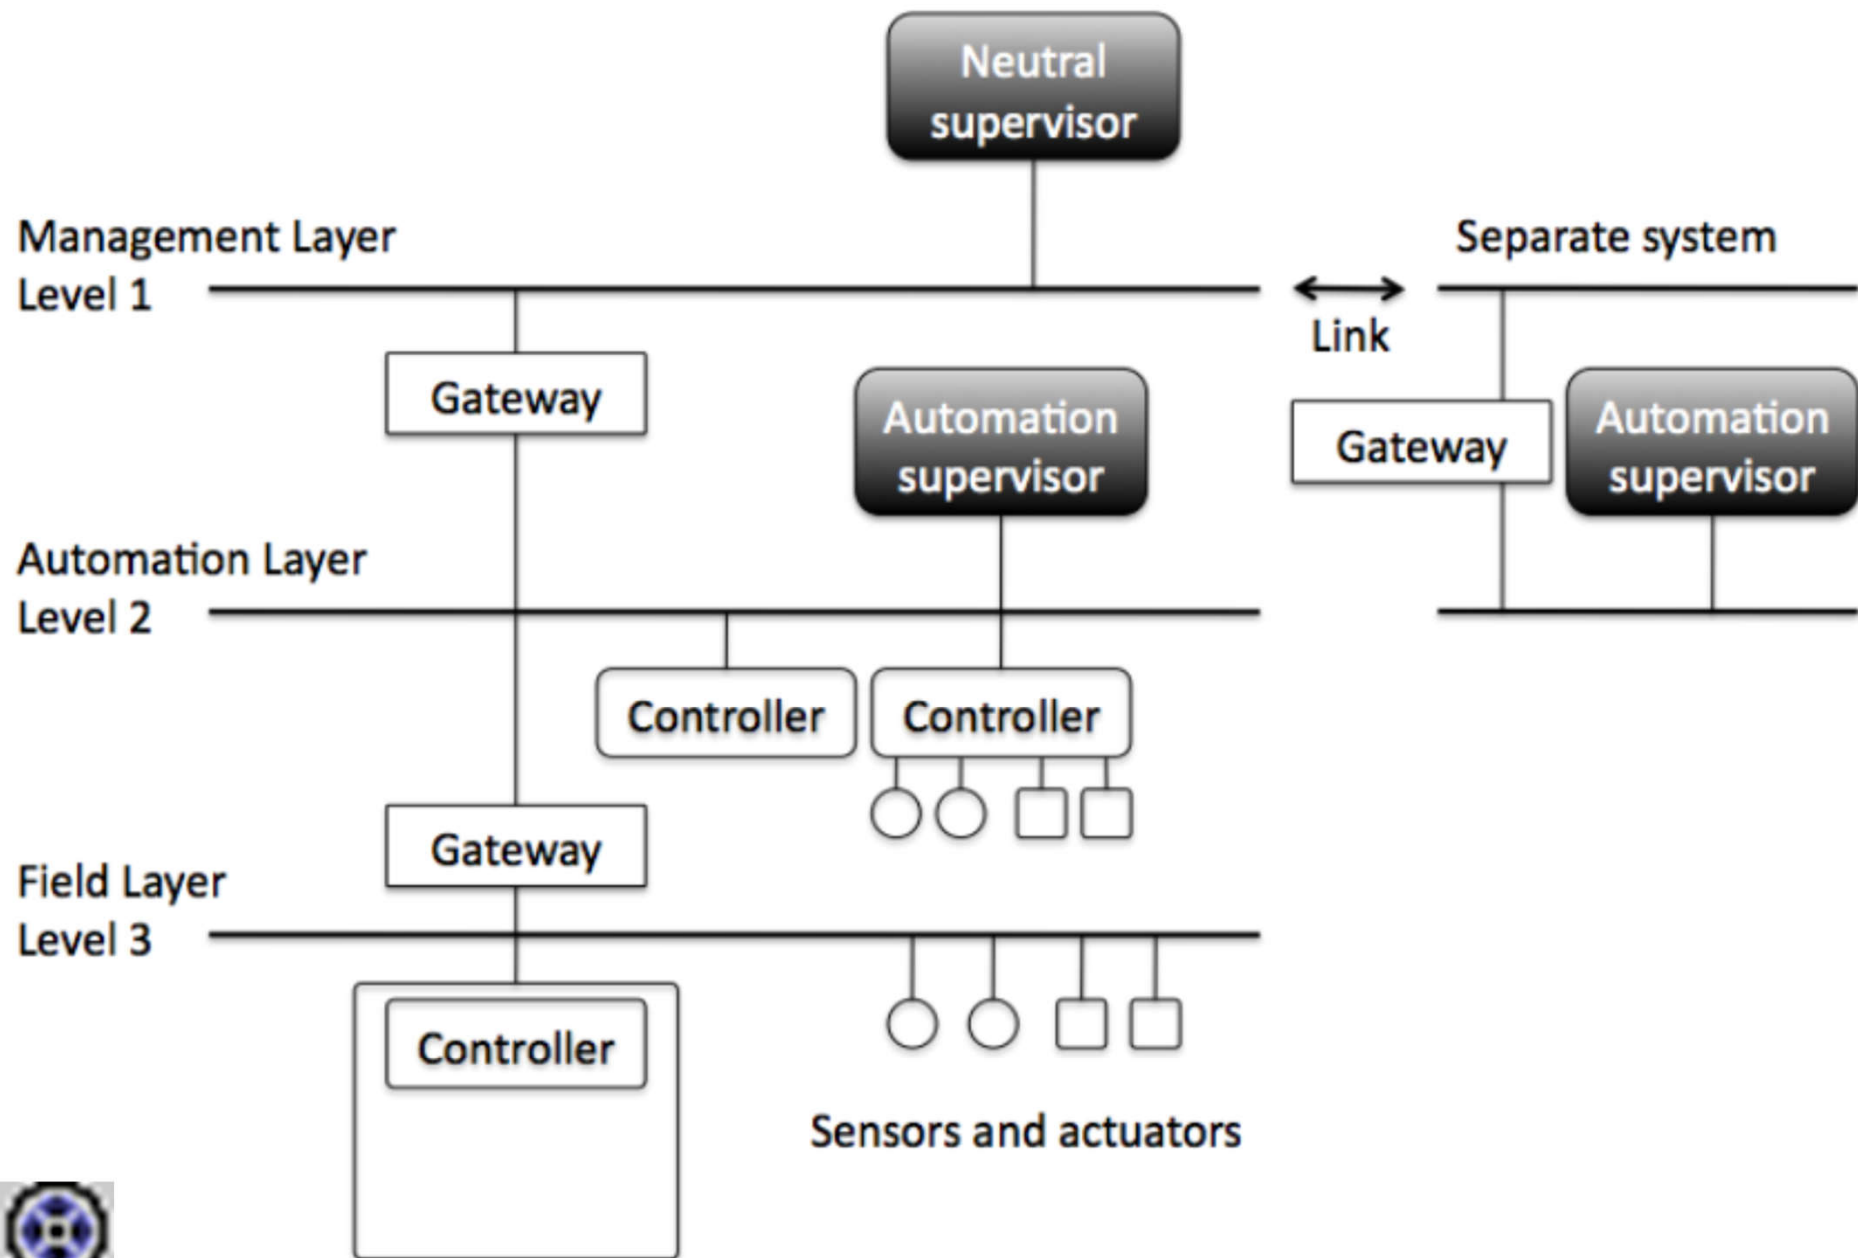 Neutral
supervisor
Management Layer
Level 1
Separate system
Link
Gateway
Automation
supervisor
Gateway
Automation
supervisor
Automation Layer
Level 2
Controller
Controller
Gateway
Field Layer
Level 3
Controller
Sensors and actuators